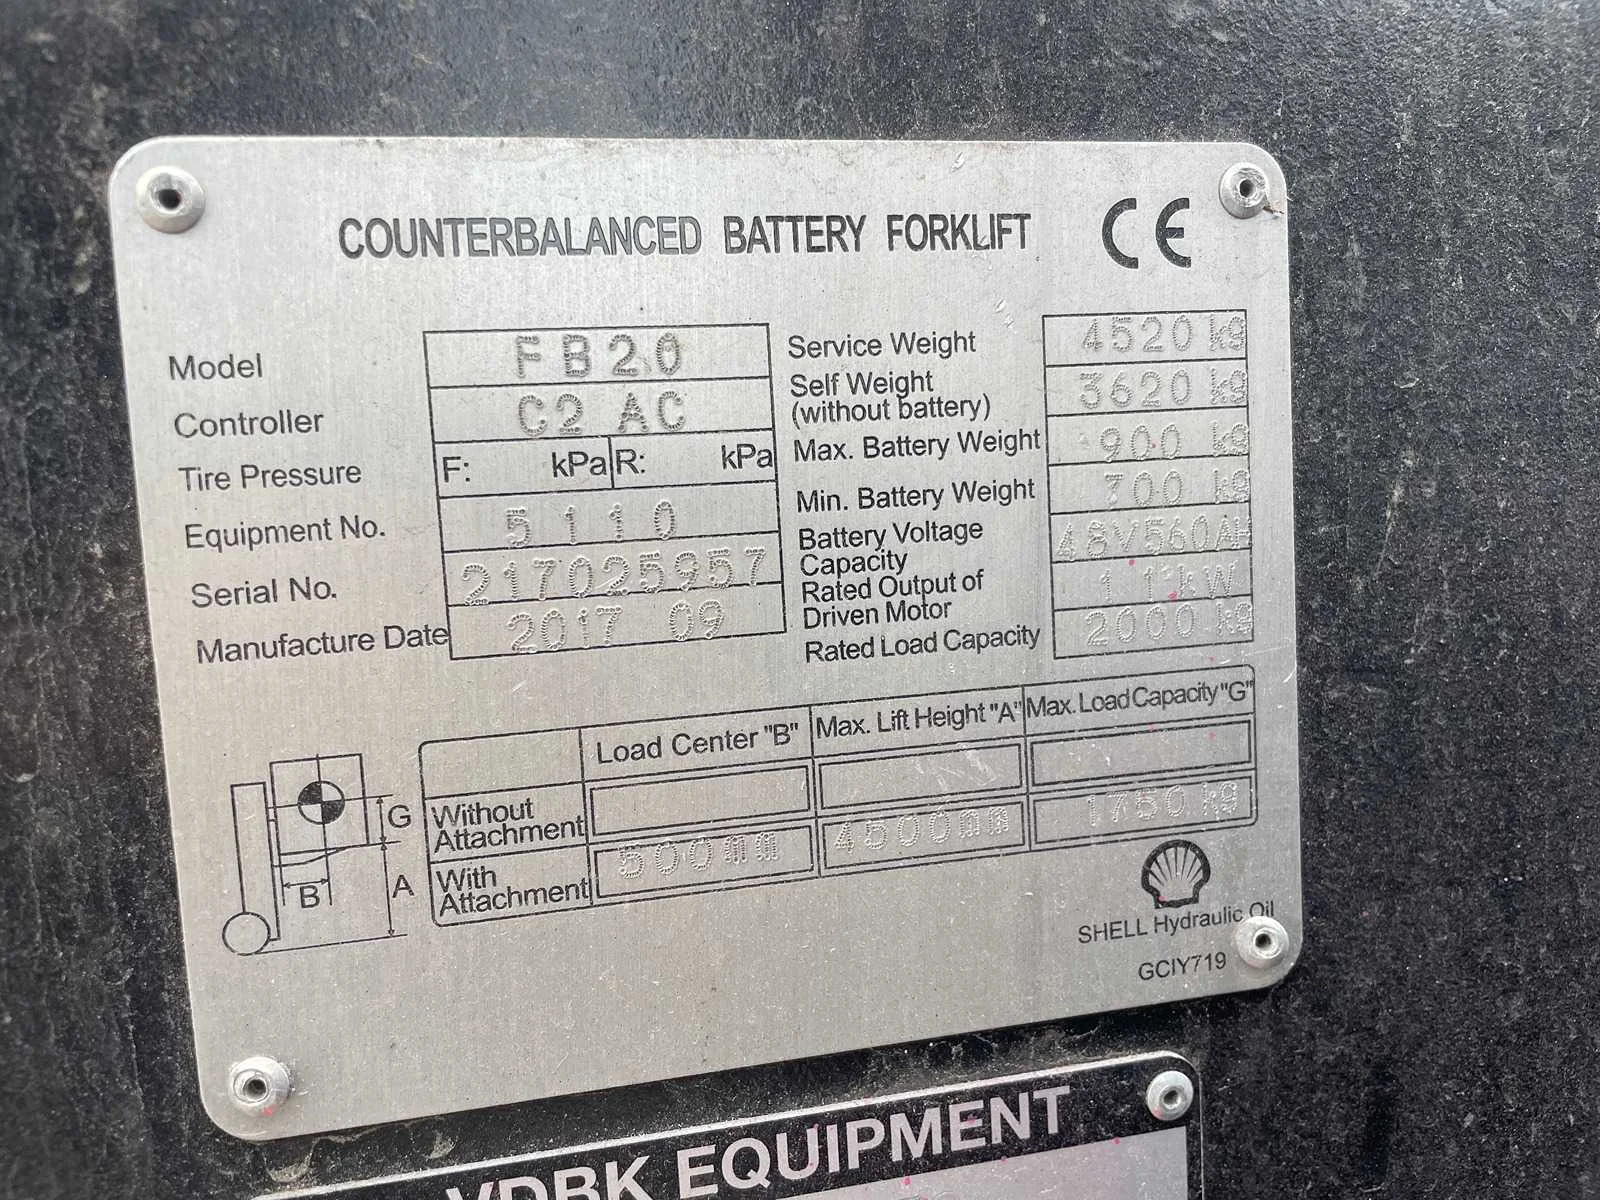 COUNTERBALANCED BATTERY FORKLIFT CE
Model FB20
Controller C2 AC
Tire Pressure F: kPa R: kPa
Equipment No. 5110
Serial No. 217025957
Manufacture Date 2017 09
Service Weight 4520 kg
Self Weight 3620 kg
(without battery)
Max. Battery Weight 900 kg
Min. Battery Weight 700 kg
Battery Voltage 48V560AH
Capacity
Rated Output of 11kW
Driven Motor
Rated Load Capacity 2000 kg
Load Center "B" Max. Lift Height "A" Max. Load Capacity "G"
Without
Attachment
With 500mm 4500mm 1750 kg
Attachment
G
B A
SHELL Hydraulic Oil
GCIY719
VDBK EQUIPMENT